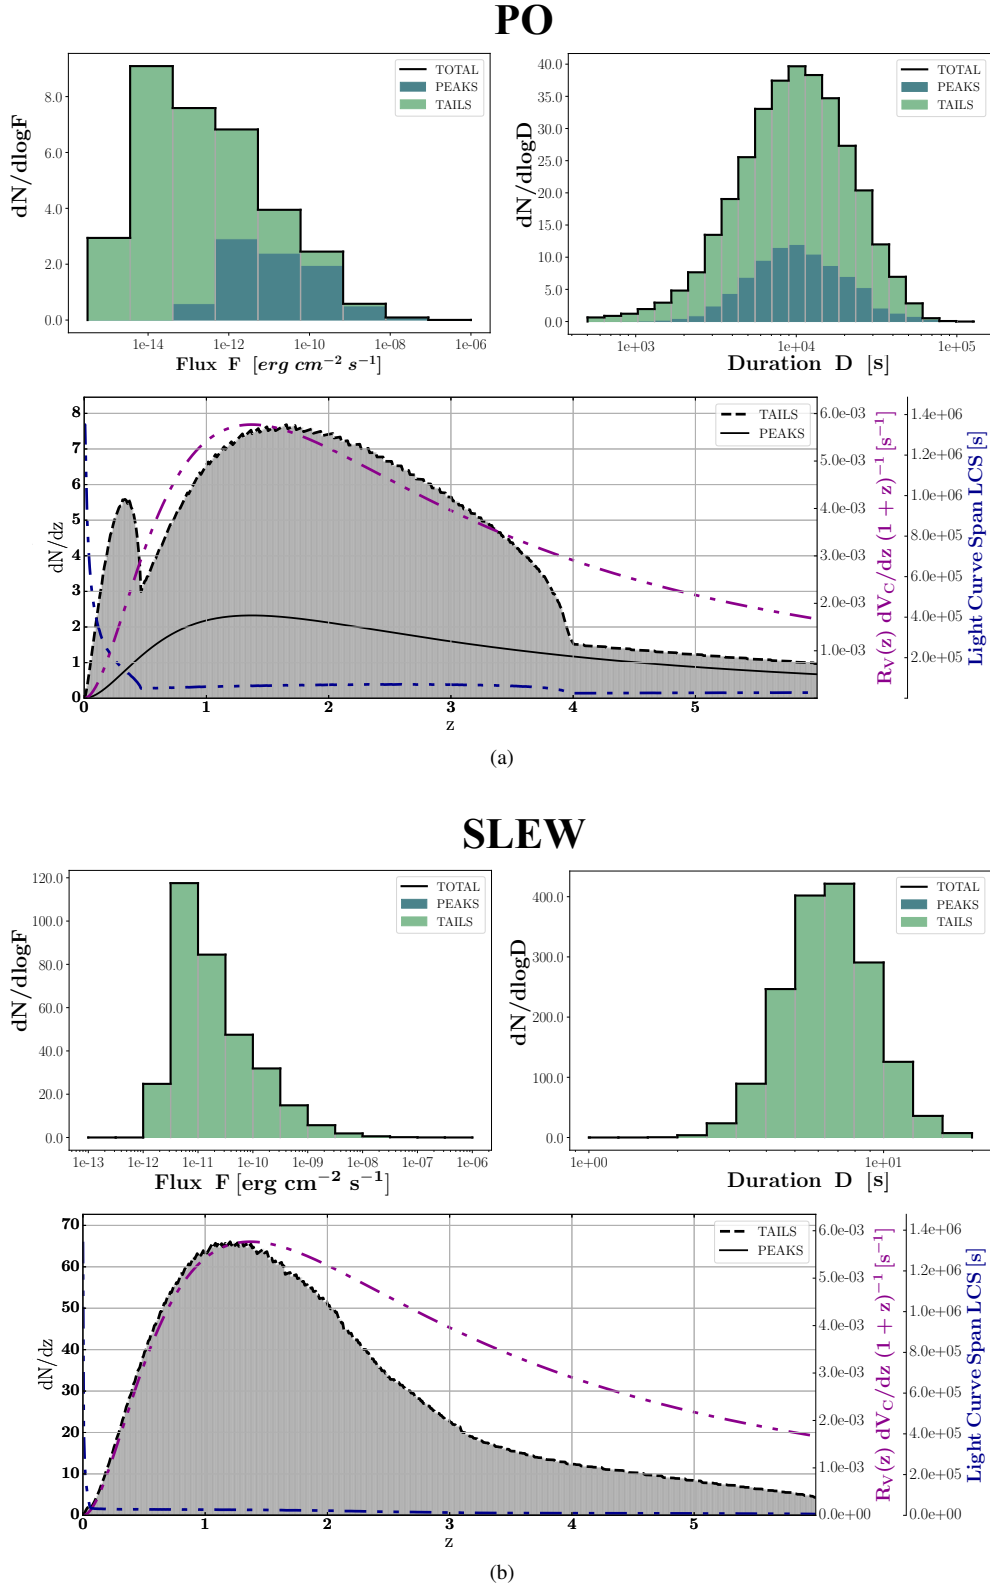 PO
dN/dlogF
8.0
6.0
4.0
2.0
0.0
TOTAL
PEAKS
TAILS
1e-14 1e-12 1e-10 1e-08 1e-06
Flux F [erg cm−2 s−1]
dN/dlogD
40.0
35.0
30.0
25.0
20.0
15.0
10.0
5.0
0.0
TOTAL
PEAKS
TAILS
1e+03 1e+04 1e+05
Duration D [s]
dN/dz
8
7
6
5
4
3
2
1
0
TAILS
PEAKS
0 1 2 3 4 5
z
6.0e-03
5.0e-03
4.0e-03
3.0e-03
2.0e-03
1.0e-03
RV(z) dVC/dz (1 + z)−1 [s−1]
1.4e+06
1.2e+06
1.0e+06
8.0e+05
6.0e+05
4.0e+05
2.0e+05
Light Curve Span LCS [s]
(a)
SLEW
dN/dlogF
120.0
100.0
80.0
60.0
40.0
20.0
0.0
TOTAL
PEAKS
TAILS
1e-13 1e-12 1e-11 1e-10 1e-09 1e-08 1e-07 1e-06
Flux F [erg cm−2 s−1]
dN/dlogD
400.0
300.0
200.0
100.0
0.0
TOTAL
PEAKS
TAILS
1e+00 1e+01
Duration D [s]
dN/dz
70
60
50
40
30
20
10
0
TAILS
PEAKS
0 1 2 3 4 5
z
6.0e-03
5.0e-03
4.0e-03
3.0e-03
2.0e-03
1.0e-03
0.0e+00
RV(z) dVC/dz (1 + z)−1 [s−1]
1.4e+06
1.2e+06
1.0e+06
8.0e+05
6.0e+05
4.0e+05
2.0e+05
0.0e+00
Light Curve Span LCS [s]
(b)